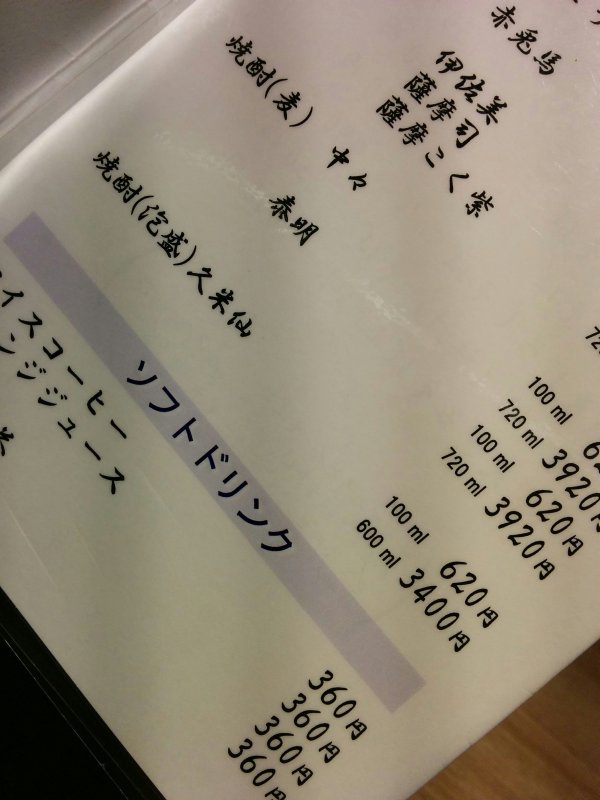 赤兎馬
伊佐美
薩摩司
薩摩こく紫
焼酎(麦) 中々
泰明
焼酎(泡盛) 久米仙
100 ml
720 ml 3920円
100 ml 620円
720 ml 3920円
100 ml 620円
600 ml 3400円
ソフトドリンク
イスコーヒー
ンジジュース
360円
360円
360円
360円